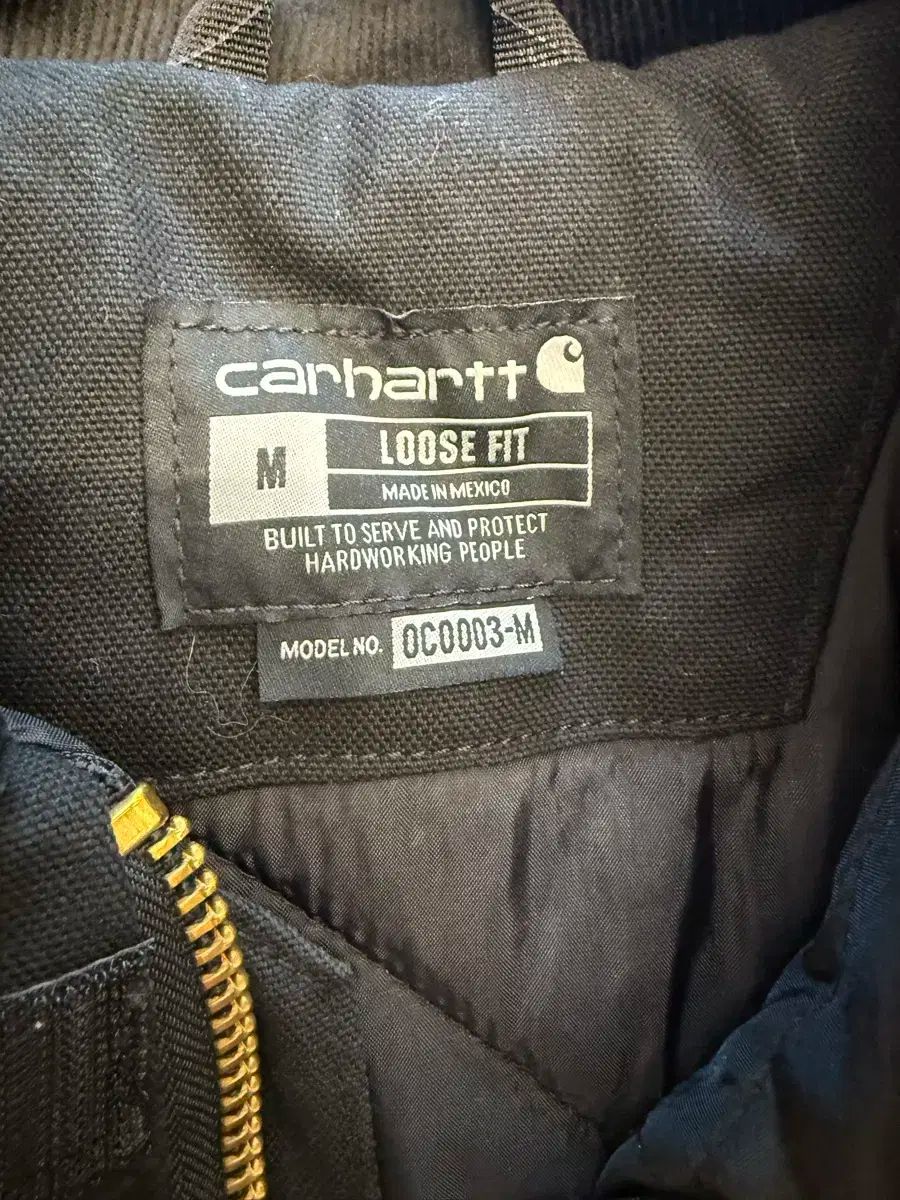 carhartt
M
LOOSE FIT
MADE IN MEXICO
BUILT TO SERVE AND PROTECT
HARDWORKING PEOPLE
MODEL NO. OC0003-M